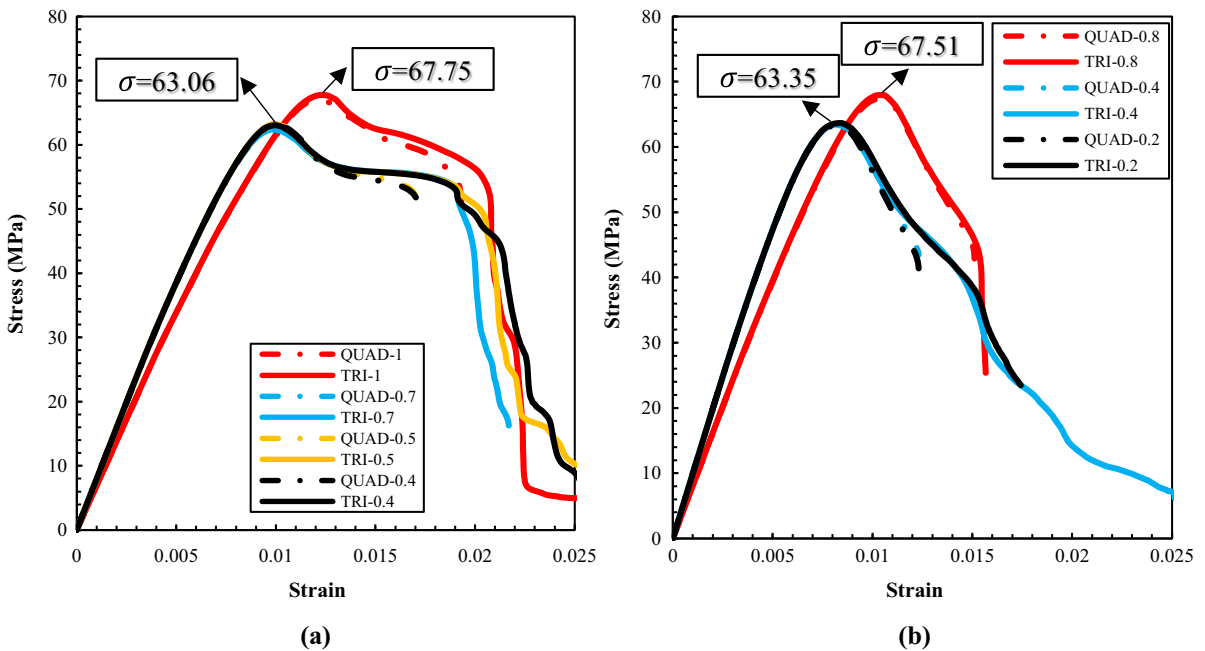 80
70
60
50
40
30
20
10
0
Stress (MPa)
σ=63.06
σ=67.75
QUAD-1
TRI-1
QUAD-0.7
TRI-0.7
QUAD-0.5
TRI-0.5
QUAD-0.4
TRI-0.4
0 0.005 0.01 0.015 0.02 0.025
Strain
(a)
80
70
60
50
40
30
20
10
0
Stress (MPa)
σ=63.35
σ=67.51
QUAD-0.8
TRI-0.8
QUAD-0.4
TRI-0.4
QUAD-0.2
TRI-0.2
0 0.005 0.01 0.015 0.02 0.025
Strain
(b)